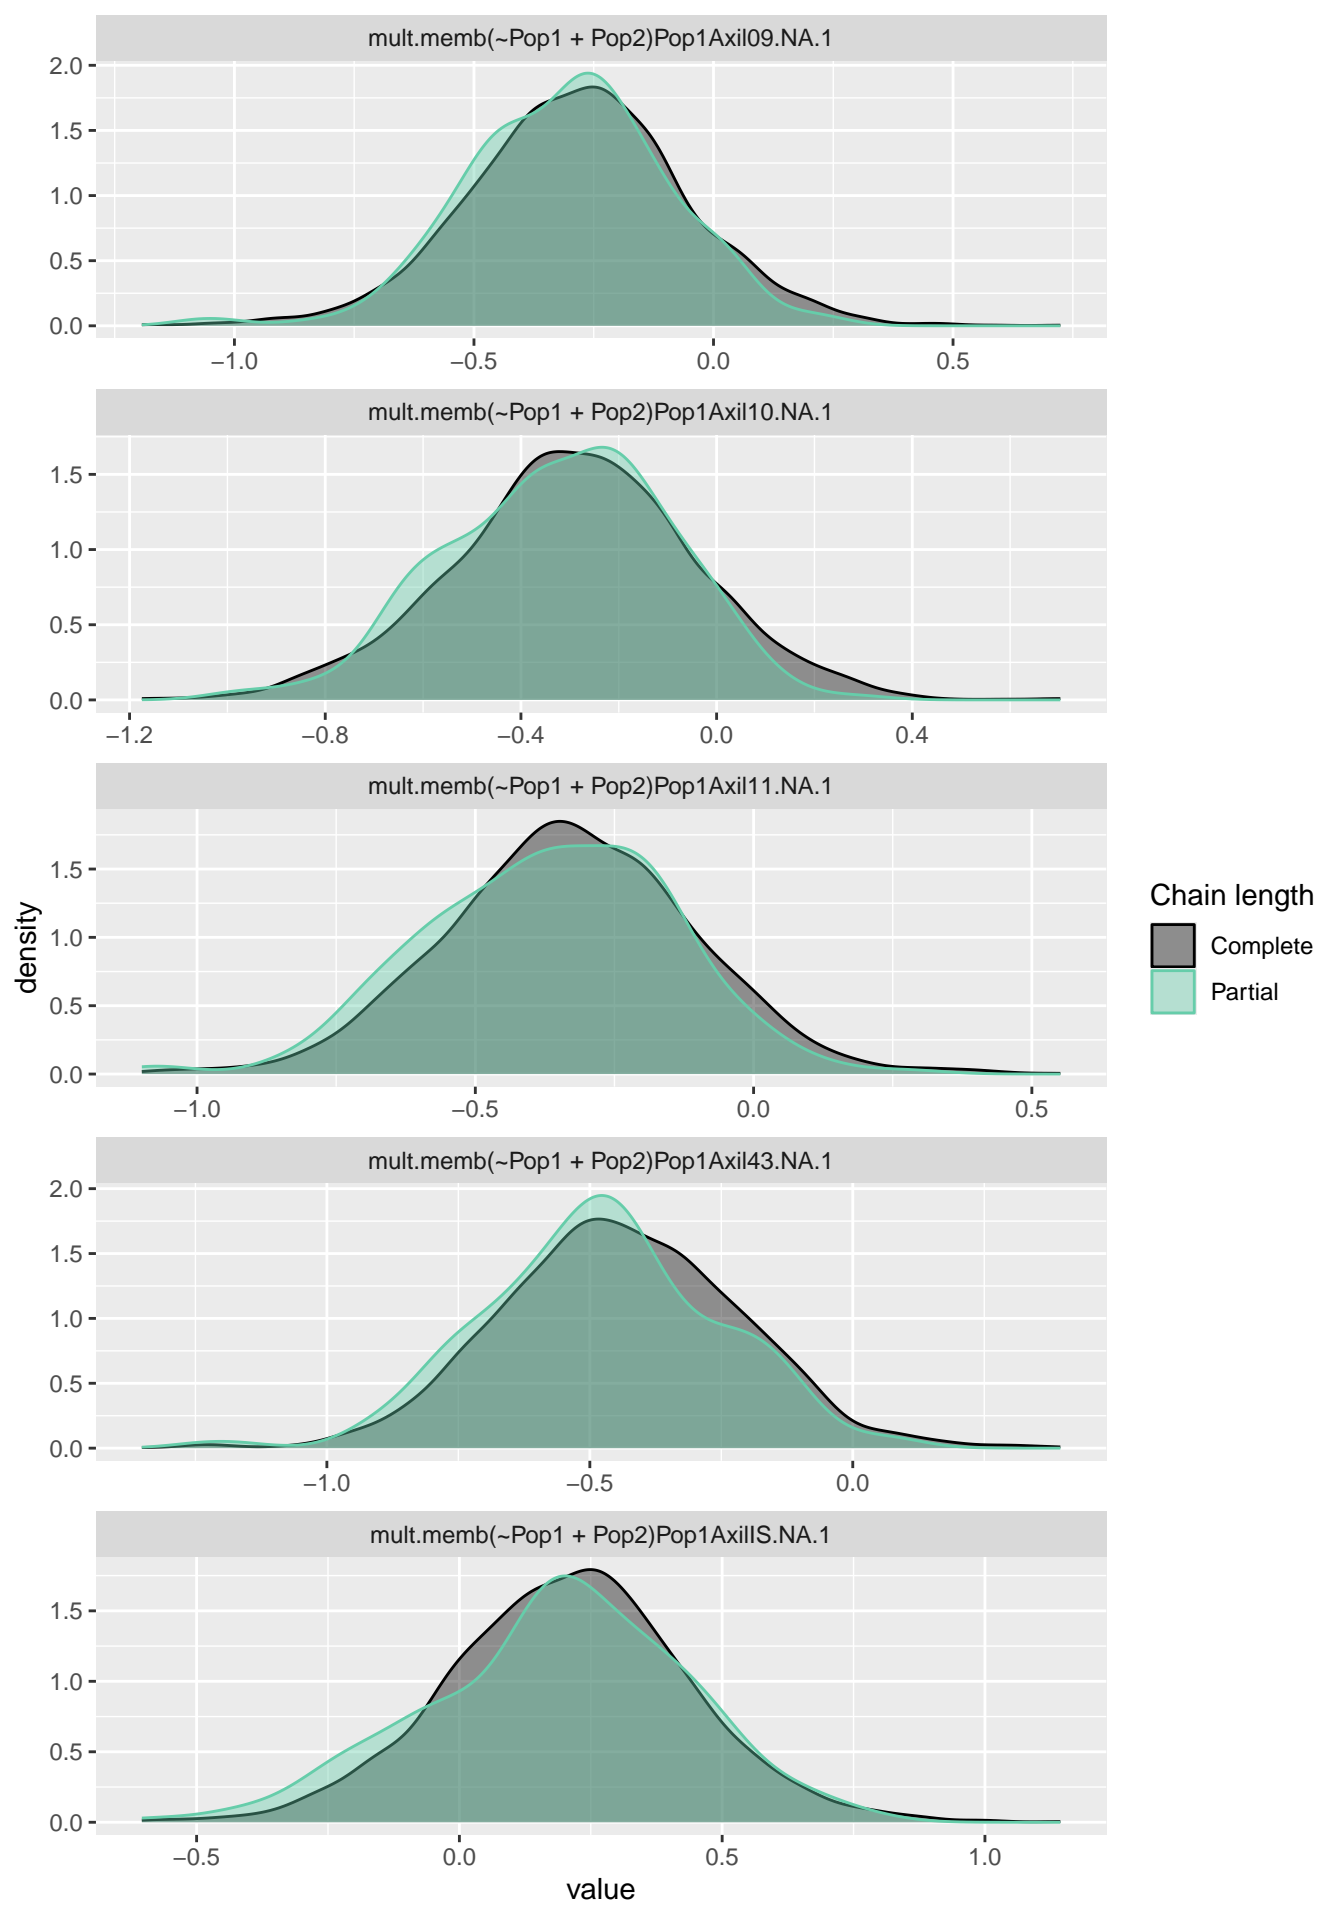 mult.memb(~Pop1 + Pop2)Pop1Axil09.NA.1
2.0
1.5
1.0
0.5
0.0
−1.0 −0.5 0.0 0.5
mult.memb(~Pop1 + Pop2)Pop1Axil10.NA.1
1.5
1.0
0.5
0.0
−1.2 −0.8 −0.4 0.0 0.4
mult.memb(~Pop1 + Pop2)Pop1Axil11.NA.1
1.5
1.0
0.5
0.0
−1.0 −0.5 0.0 0.5
mult.memb(~Pop1 + Pop2)Pop1Axil43.NA.1
2.0
1.5
1.0
0.5
0.0
−1.0 −0.5 0.0
mult.memb(~Pop1 + Pop2)Pop1AxilIS.NA.1
1.5
1.0
0.5
0.0
−0.5 0.0 0.5 1.0
value
density
Chain length
Complete
Partial